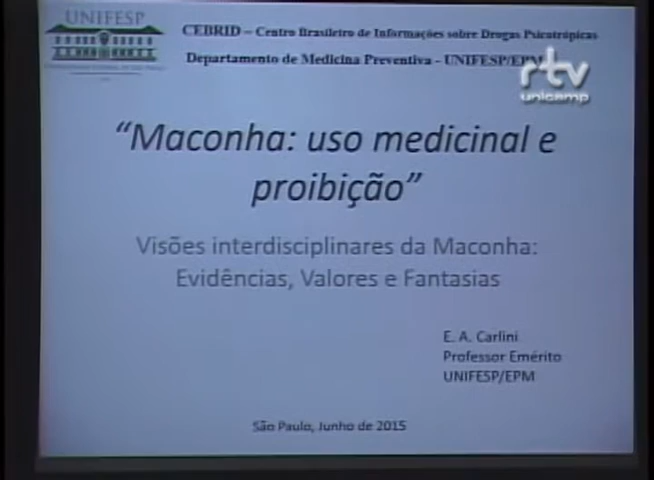 UNIFESP
CEBRID – Centro Brasileiro de Informações sobre Drogas Psicotrópicas
Departamento de Medicina Preventiva - UNIFESP/EPM
rtv
unicamp
“Maconha: uso medicinal e
proibição”
Visões interdisciplinares da Maconha:
Evidências, Valores e Fantasias
E. A. Carlini
Professor Emérito
UNIFESP/EPM
São Paulo, Junho de 2015